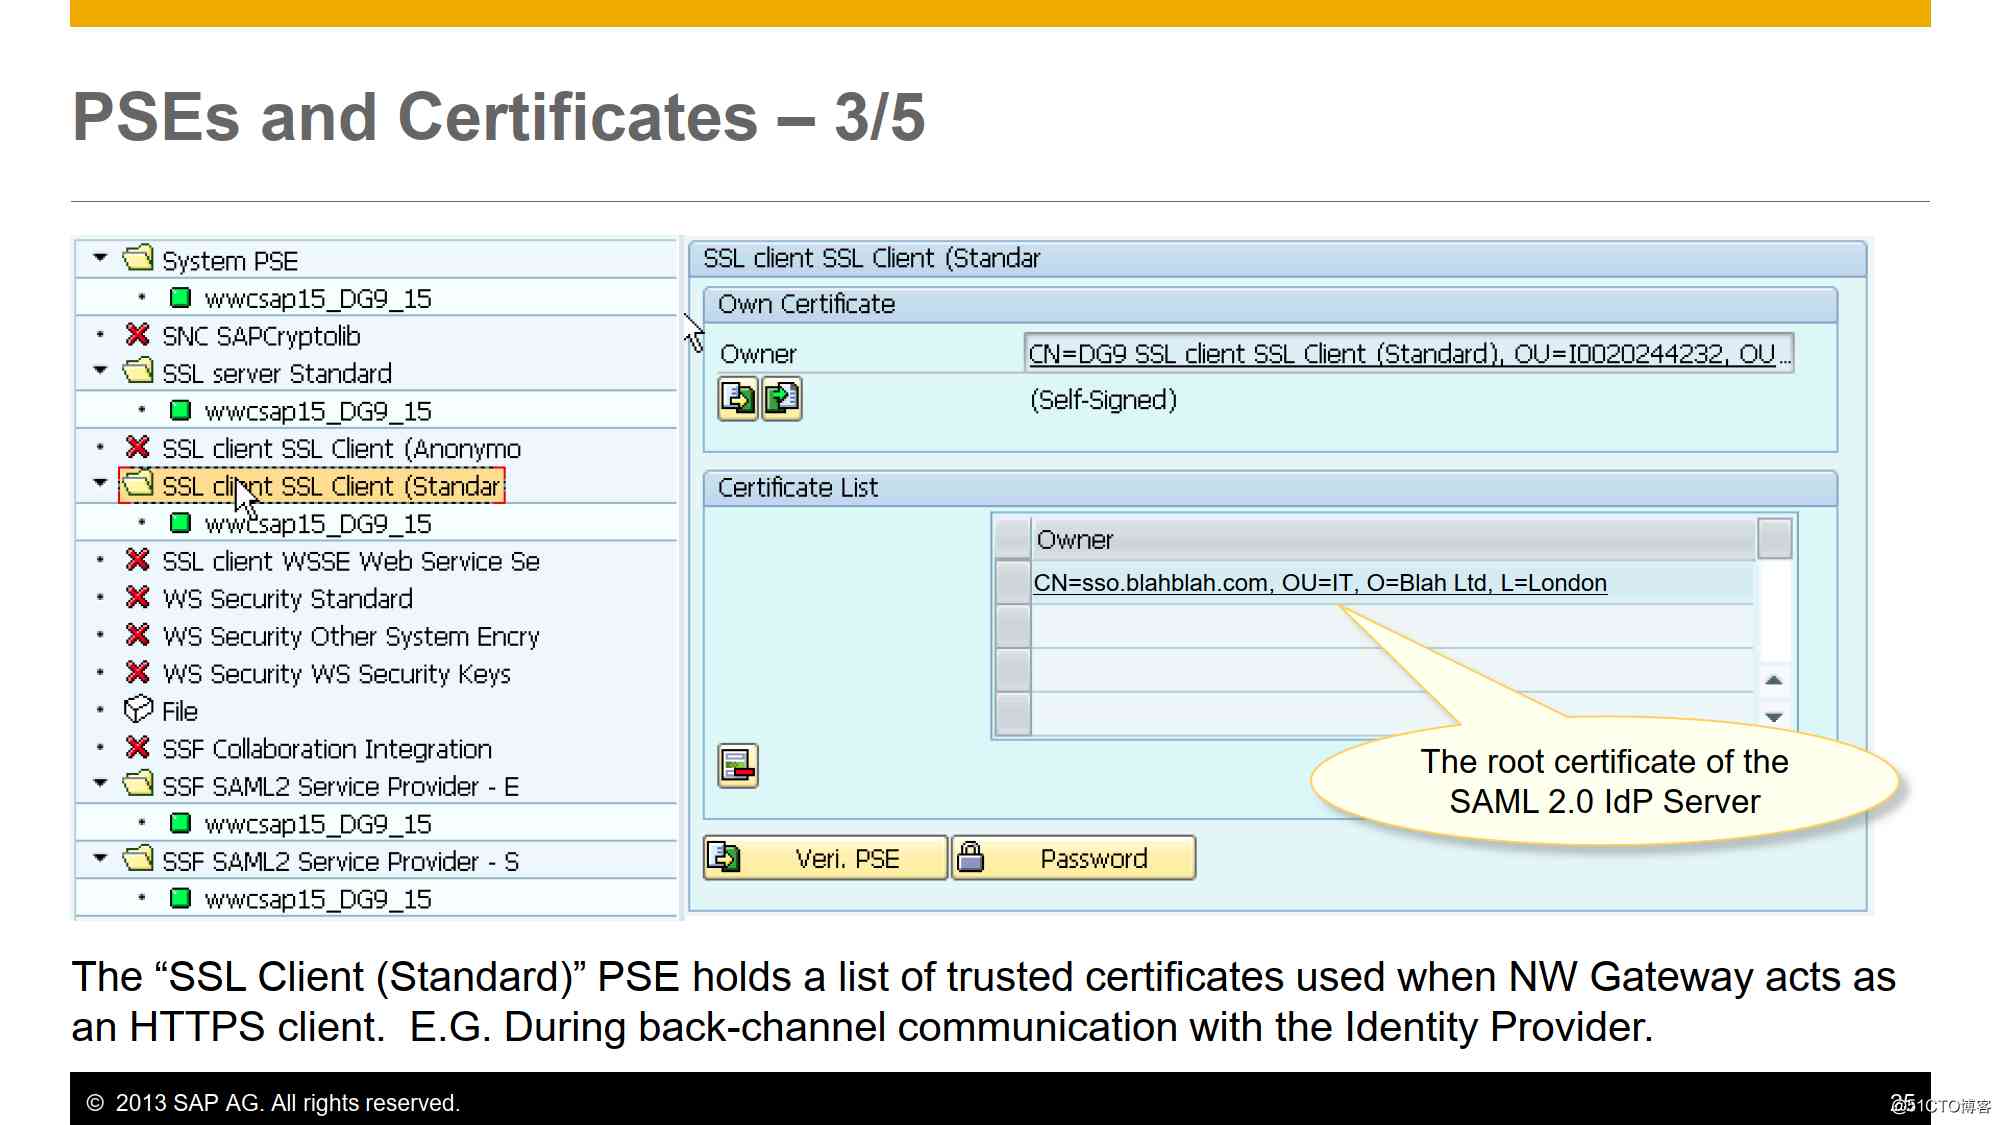 PSEs and Certificates – 3/5
System PSE
wwcsap15_DG9_15
SNC SAPCryptolib
SSL server Standard
wwcsap15_DG9_15
SSL client SSL Client (Anonymo
SSL client SSL Client (Standar
wwcsap15_DG9_15
SSL client WSSE Web Service Se
WS Security Standard
WS Security Other System Encry
WS Security WS Security Keys
File
SSF Collaboration Integration
SSF SAML2 Service Provider - E
wwcsap15_DG9_15
SSF SAML2 Service Provider - S
wwcsap15_DG9_15
SSL client SSL Client (Standar
Own Certificate
Owner CN=DG9 SSL client SSL Client (Standard), OU=I0020244232, OU...
(Self-Signed)
Certificate List
Owner
CN=sso.blahblah.com, OU=IT, O=Blah Ltd, L=London
The root certificate of the
SAML 2.0 IdP Server
Veri. PSE Password
The “SSL Client (Standard)” PSE holds a list of trusted certificates used when NW Gateway acts as
an HTTPS client. E.G. During back-channel communication with the Identity Provider.
© 2013 SAP AG. All rights reserved.
25
@51CTO博客